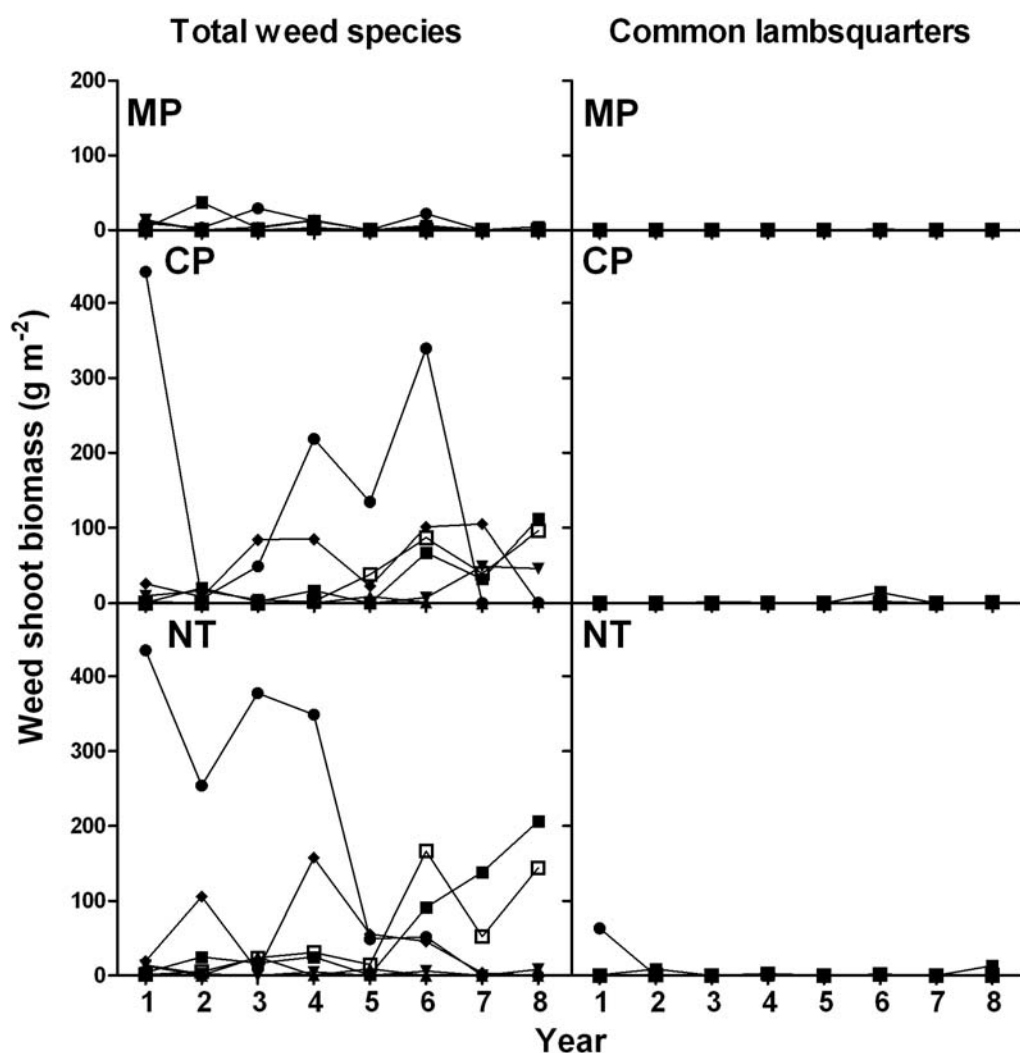 Total weed species Common lambsquarters
Weed shoot biomass (g m⁻²)
200
100
0
MP MP
400
300
200
100
0
CP CP
400
300
200
100
0
NT NT
1 2 3 4 5 6 7 8 1 2 3 4 5 6 7 8
Year